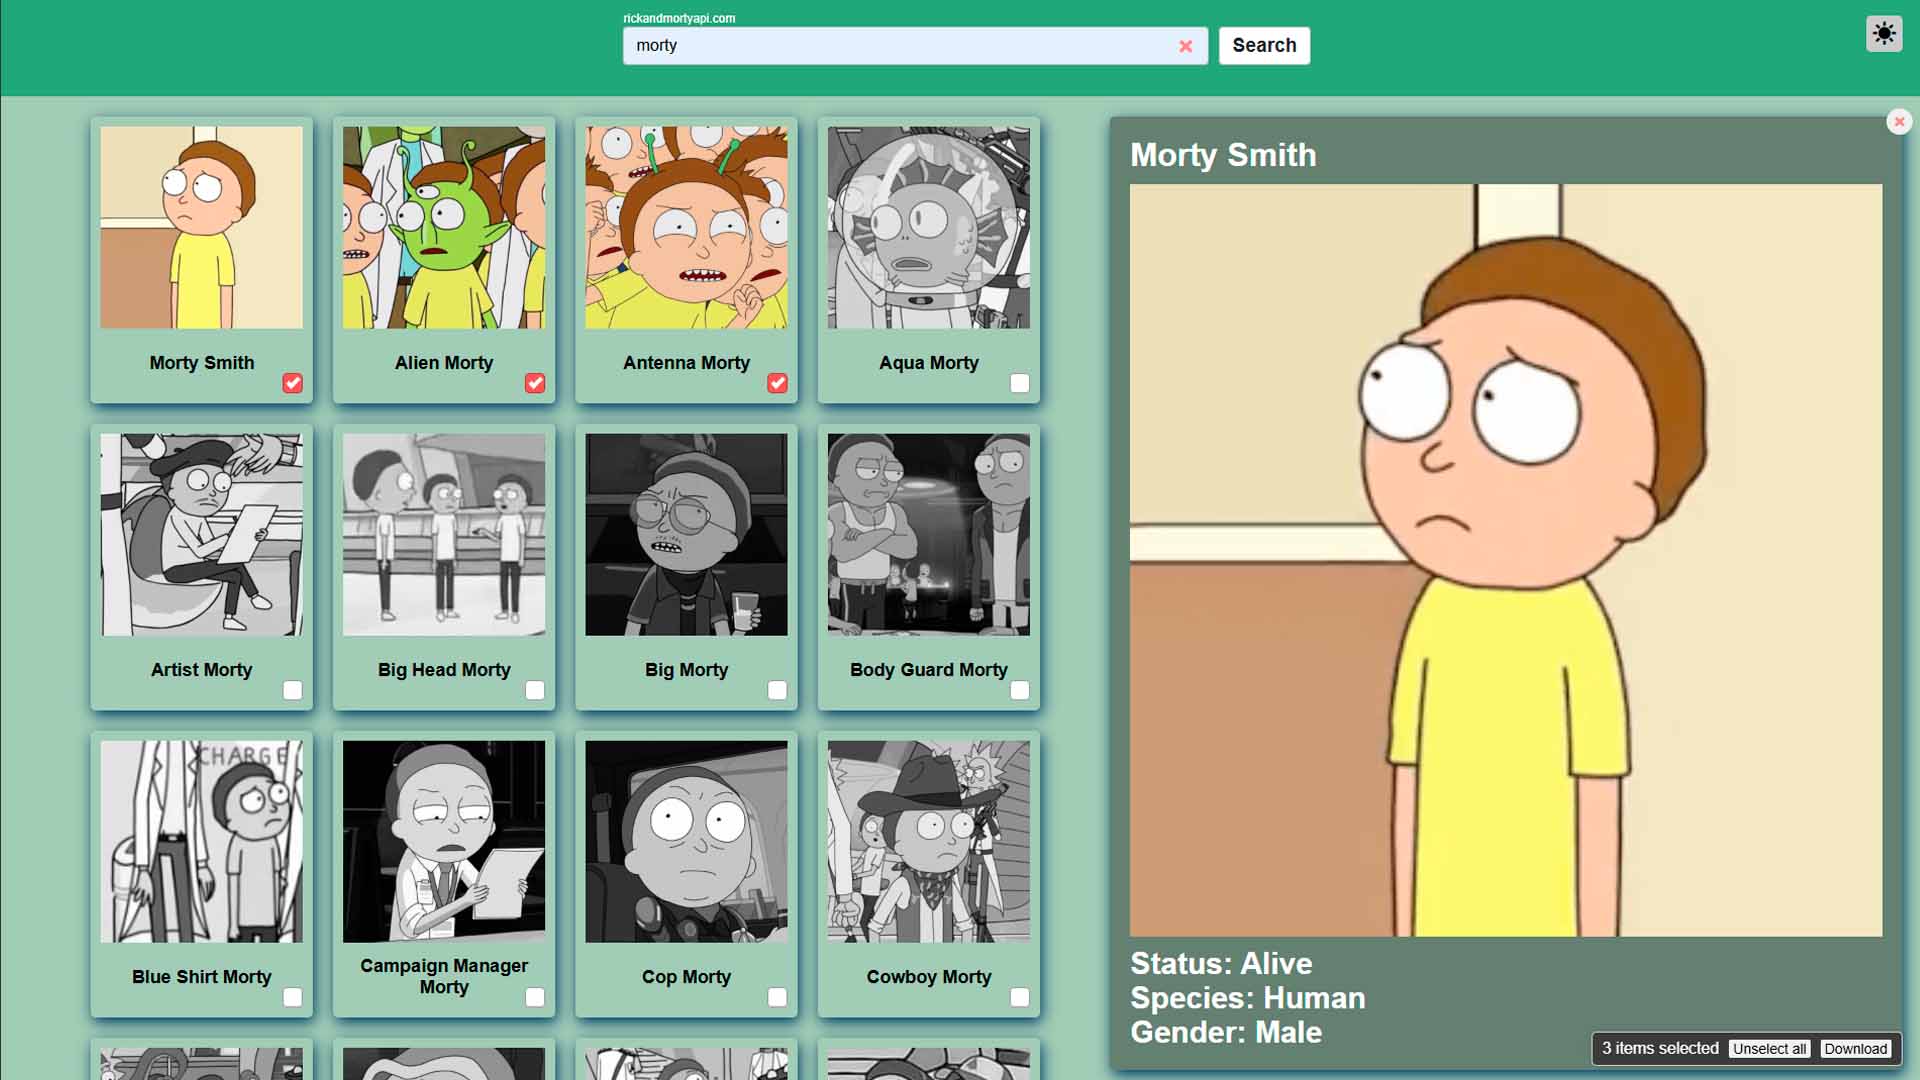 rickandmortyapi.com
morty
Search
Morty Smith
Alien Morty
Antenna Morty
Aqua Morty
Artist Morty
Big Head Morty
Big Morty
Body Guard Morty
CHARGE
Blue Shirt Morty
Campaign Manager
Morty
Cop Morty
Cowboy Morty
Morty Smith
Status: Alive
Species: Human
Gender: Male
3 items selected
Unselect all
Download